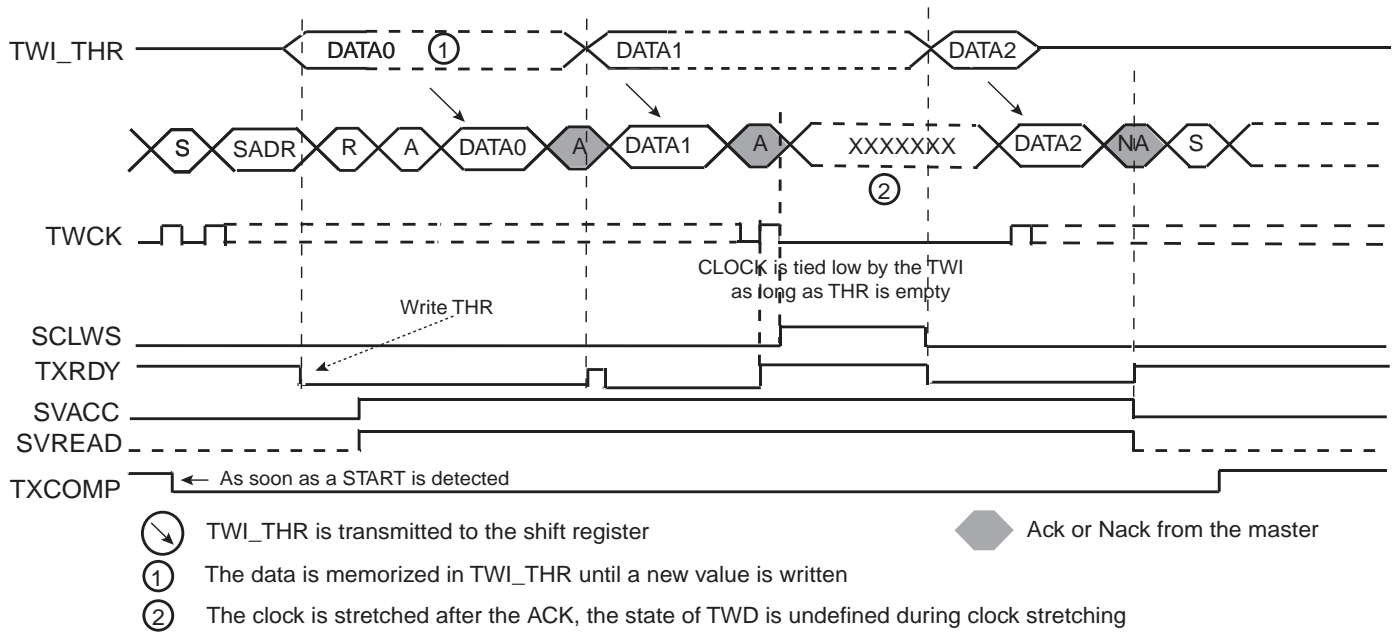 TWI_THR DATA0 1 DATA1 DATA2
S SADR R A DATA0 A DATA1 A XXXXXXX DATA2 NA S
2
TWCK
CLOCK is tied low by the TWI
as long as THR is empty
Write THR
SCLWS
TXRDY
SVACC
SVREAD
TXCOMP As soon as a START is detected
TWI_THR is transmitted to the shift register Ack or Nack from the master
1 The data is memorized in TWI_THR until a new value is written
2 The clock is stretched after the ACK, the state of TWD is undefined during clock stretching